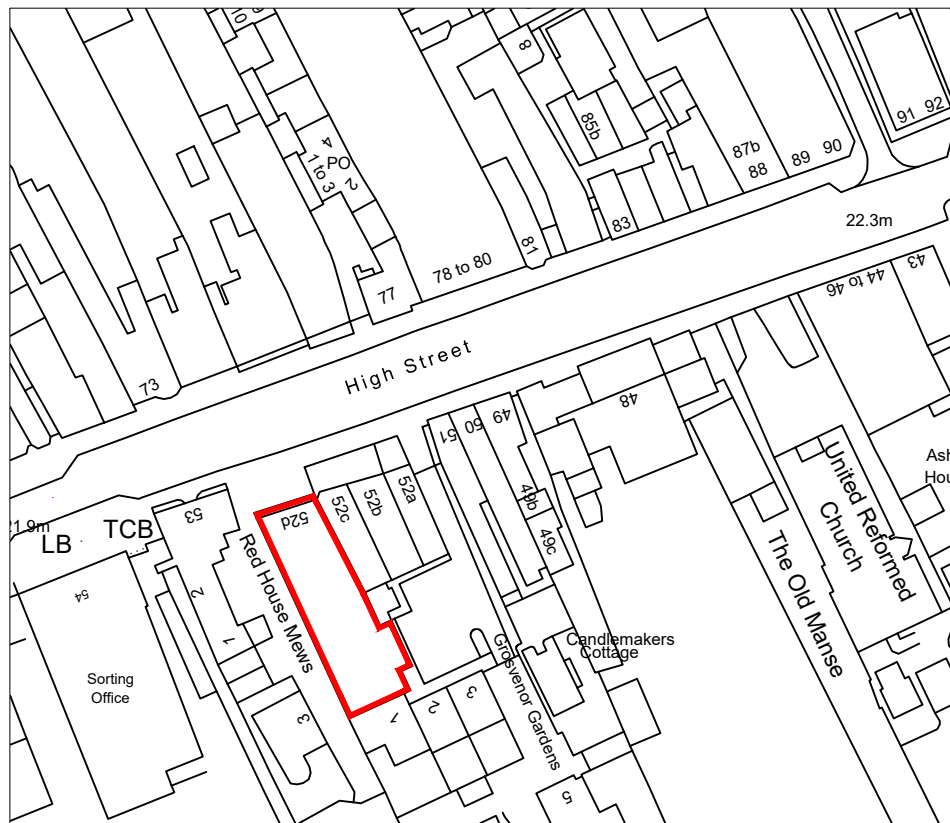 10
8
91 92
85b
87b
88
89 90
4
1 to 3
PO
2
83
22.3m
81
78 to 80
77
43
44 to 46
73
High Street
48
49
50
51
52a
52b
52c
52d
53
49b
49c
21.9m
LB
TCB
54
2
1
Red House Mews
Sorting
Office
3
1
2
3
Grosvenor Gardens
Candlemakers
Cottage
5
The Old Manse
United Reformed
Church